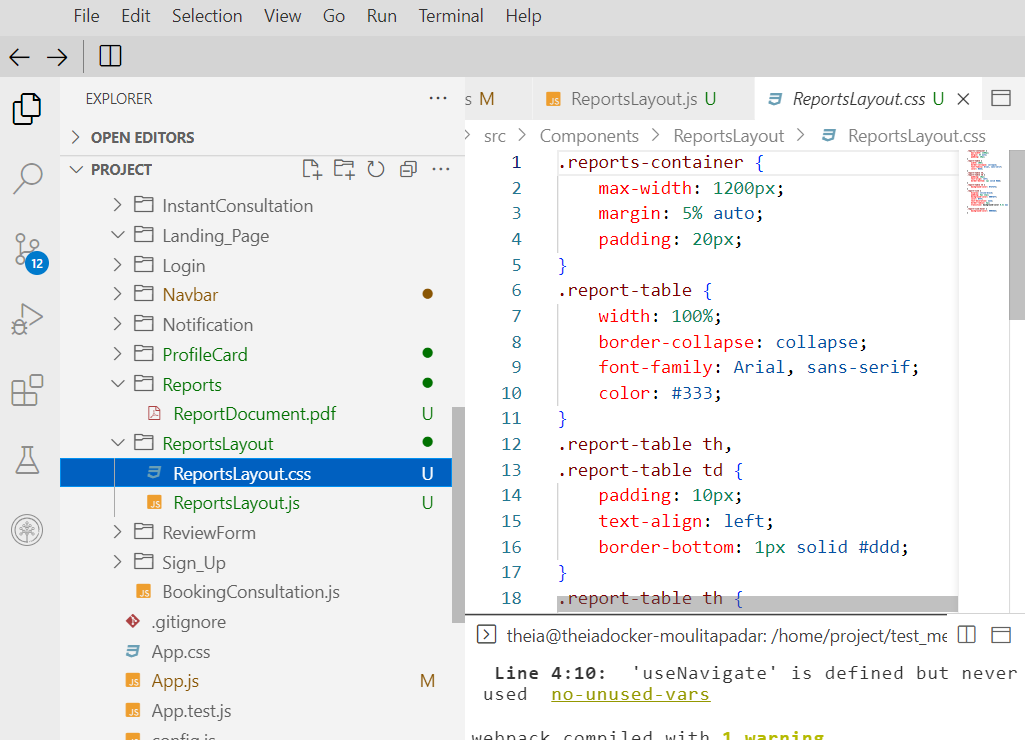 File Edit Selection View Go Run Terminal Help
EXPLORER
OPEN EDITORS
PROJECT
InstantConsultation
Landing_Page
Login
Navbar
Notification
ProfileCard
Reports
ReportDocument.pdf U
ReportsLayout
ReportsLayout.css U
JS ReportsLayout.js U
ReviewForm
Sign_Up
JS BookingConsultation.js
.gitignore
App.css
JS App.js M
JS App.test.js
config.js
12
s M
JS ReportsLayout.js U
ReportsLayout.css U
src Components ReportsLayout ReportsLayout.css
1 .reports-container {
2 max-width: 1200px;
3 margin: 5% auto;
4 padding: 20px;
5 }
6 .report-table {
7 width: 100%;
8 border-collapse: collapse;
9 font-family: Arial, sans-serif;
10 color: #333;
11 }
12 .report-table th,
13 .report-table td {
14 padding: 10px;
15 text-align: left;
16 border-bottom: 1px solid #ddd;
17 }
18 .report-table th {
theia@theiadocker-moulitapadar: /home/project/test_me
Line 4:10: 'useNavigate' is defined but never
used no-unused-vars
webpack compiled with 1 warning